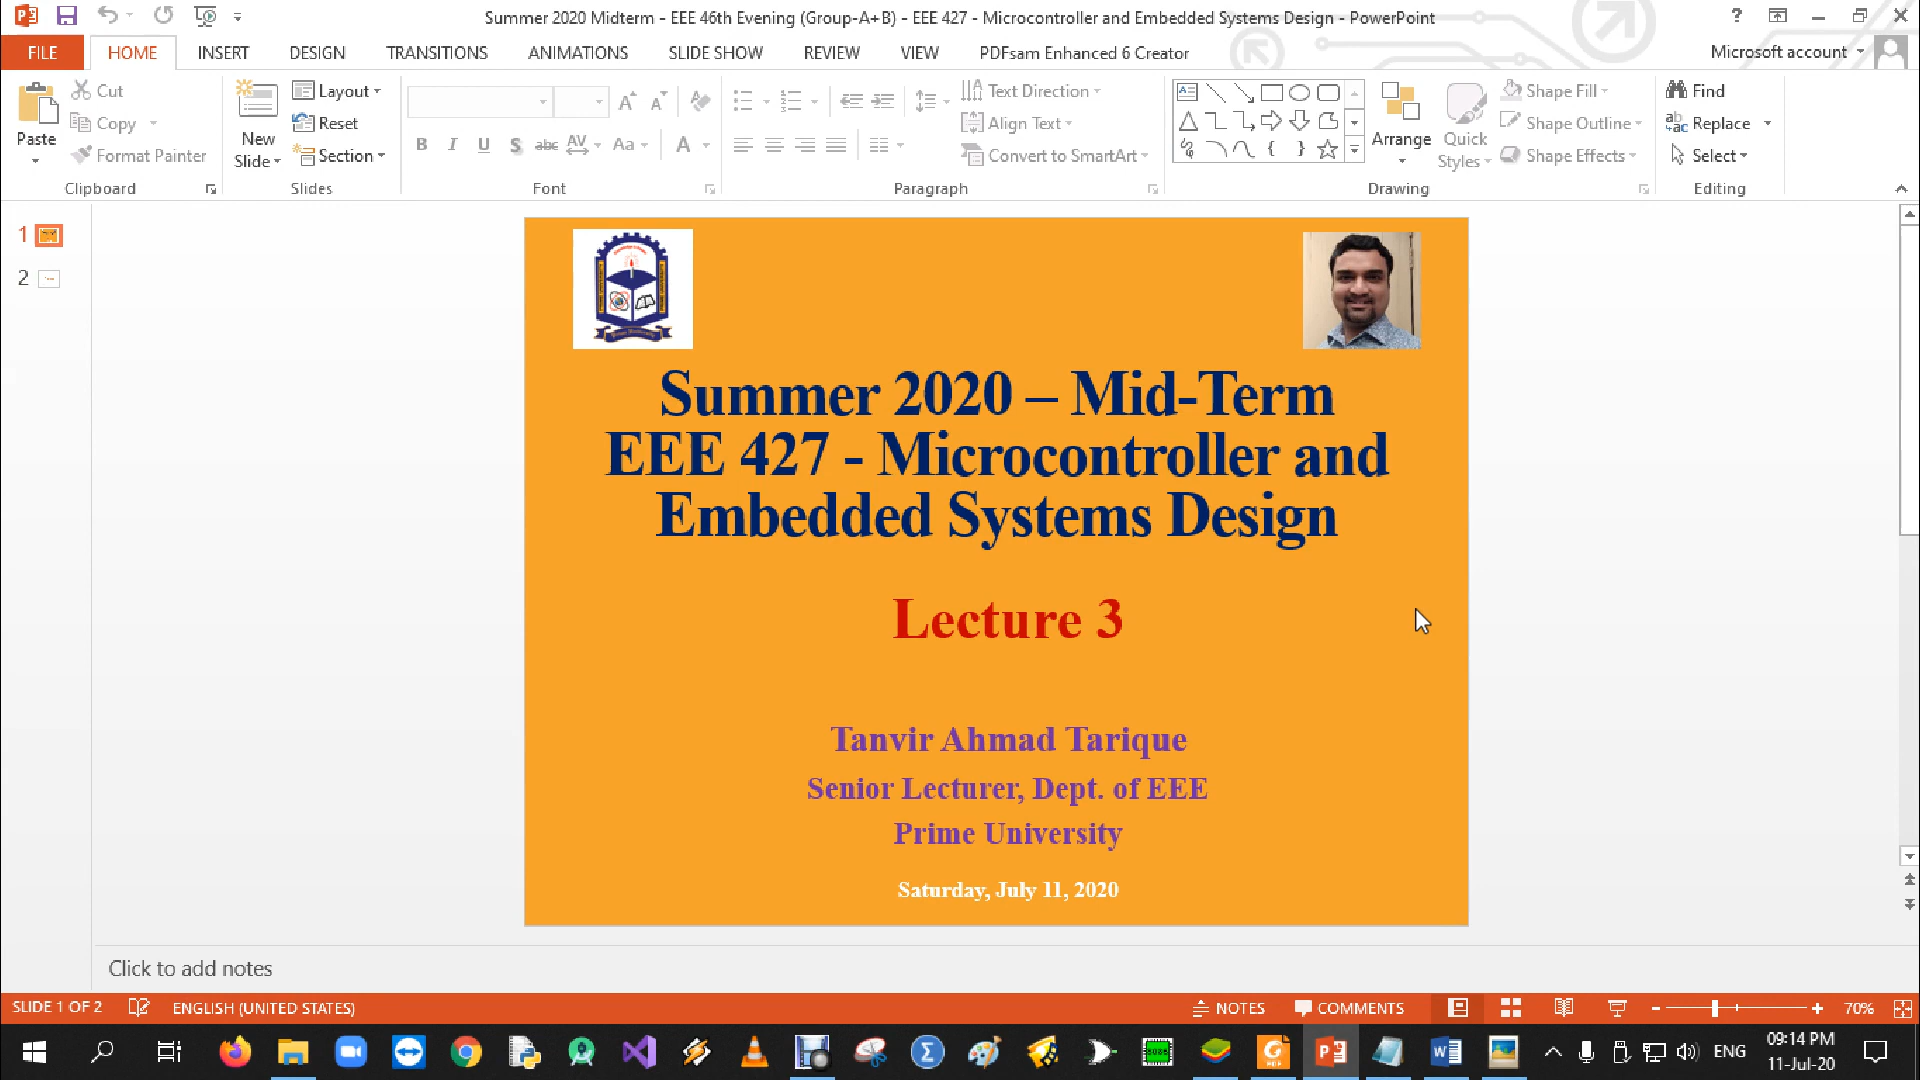 Summer 2020 Midterm - EEE 46th Evening (Group-A+B) - EEE 427 - Microcontroller and Embedded Systems Design - PowerPoint
FILE HOME INSERT DESIGN TRANSITIONS ANIMATIONS SLIDE SHOW REVIEW VIEW PDFsam Enhanced 6 Creator Microsoft account
Paste
Cut
Copy
Format Painter
Clipboard
New Slide
Layout
Reset
Section
Slides
B I U S abc AV Aa A
Font
Text Direction
Align Text
Convert to SmartArt
Paragraph
Arrange
Quick Styles
Shape Fill
Shape Outline
Shape Effects
Drawing
Find
Replace
Select
Editing
1
2
Summer 2020 – Mid-Term
EEE 427 - Microcontroller and
Embedded Systems Design
Lecture 3
Tanvir Ahmad Tarique
Senior Lecturer, Dept. of EEE
Prime University
Saturday, July 11, 2020
Click to add notes
SLIDE 1 OF 2 ENGLISH (UNITED STATES) NOTES COMMENTS 70%
ENG
09:14 PM
11-Jul-20